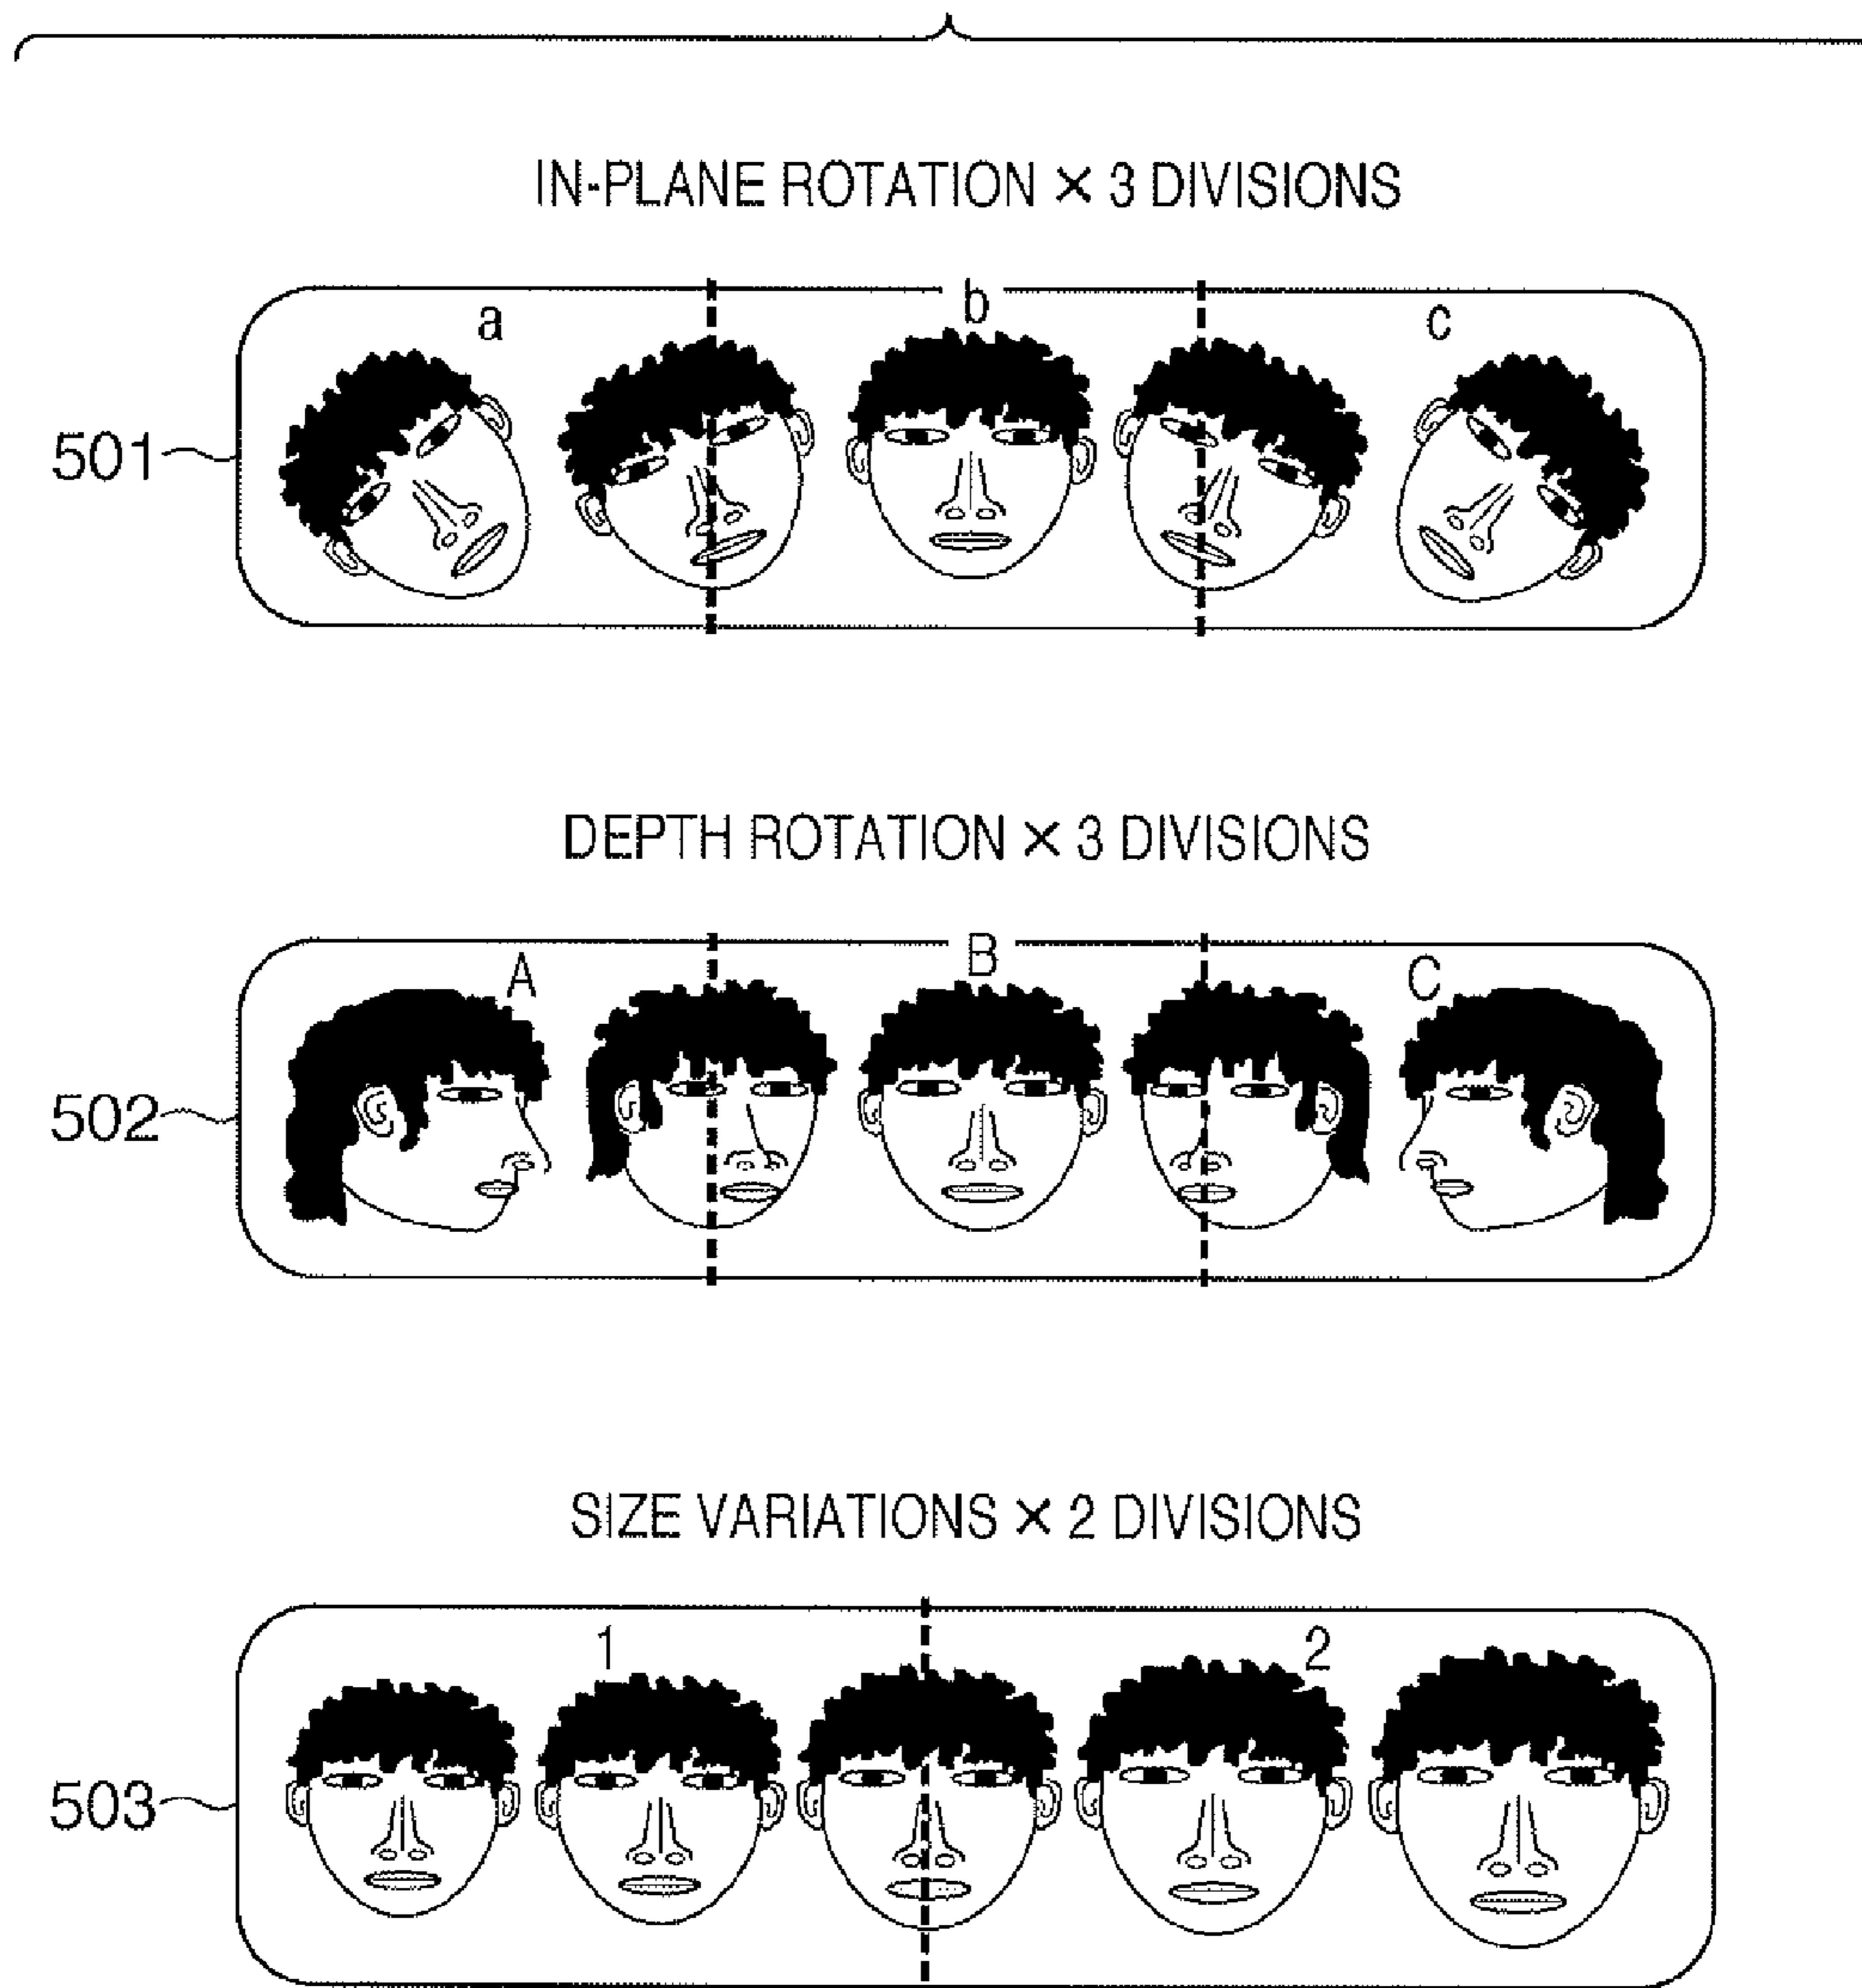 IN-PLANE ROTATION × 3 DIVISIONS
a b c
501
DEPTH ROTATION × 3 DIVISIONS
A B C
502
SIZE VARIATIONS × 2 DIVISIONS
1 2
503